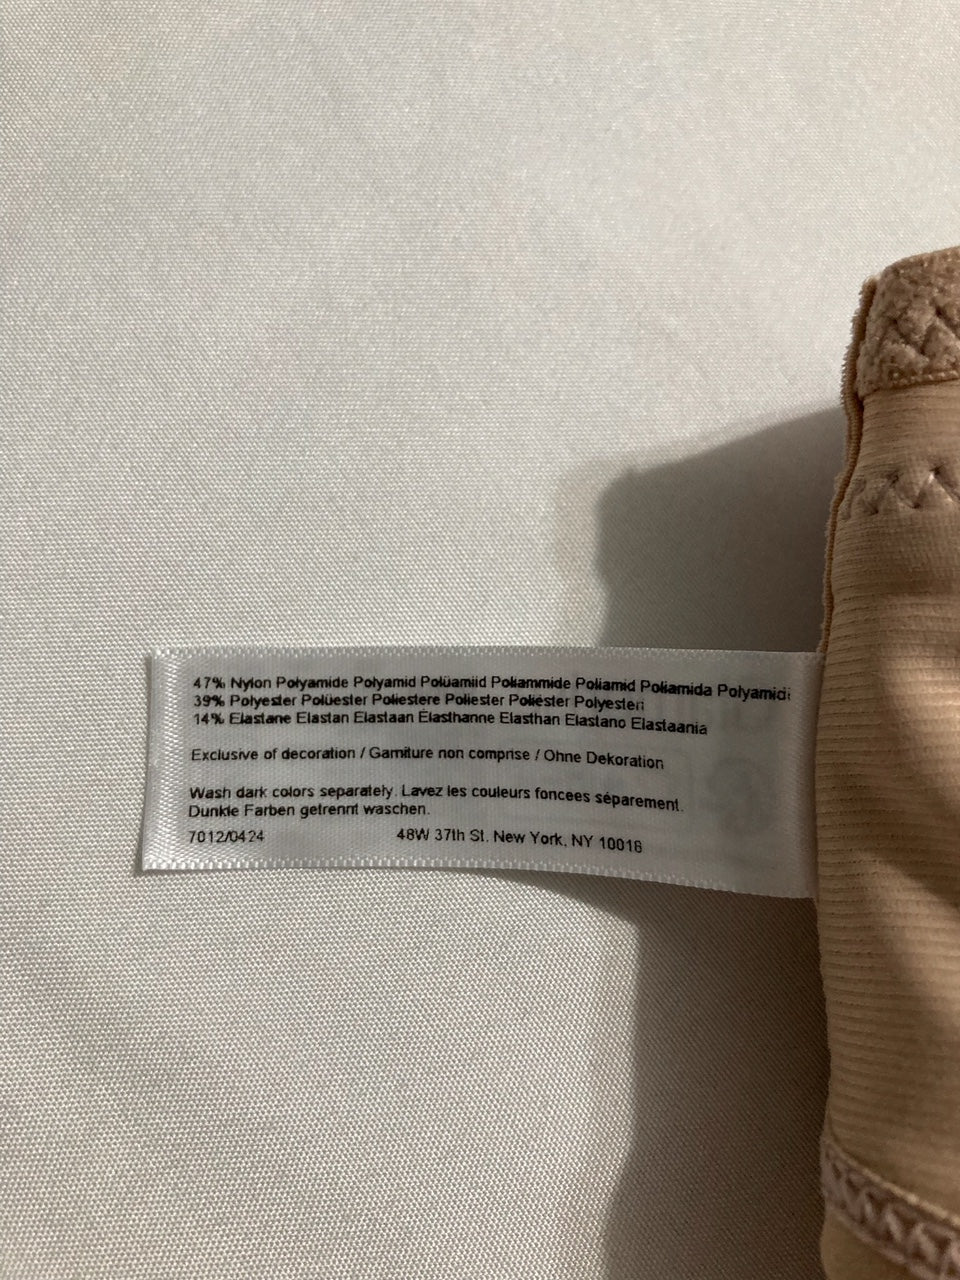 47% Nylon Polyamide Polyamid Polüamiid Poliammide Poliamid Poliamida Polyamidi
39% Polyester Polüester Poliestere Poliester Poliéster Polyesteri
14% Elastane Elastan Elastaan Elasthanne Elasthan Elastano Elastaania
Exclusive of decoration / Garniture non comprise / Ohne Dekoration
Wash dark colors separately. Lavez les couleurs foncees séparement.
Dunkle Farben getrennt waschen.
7012/0424 48W 37th St. New York, NY 10018